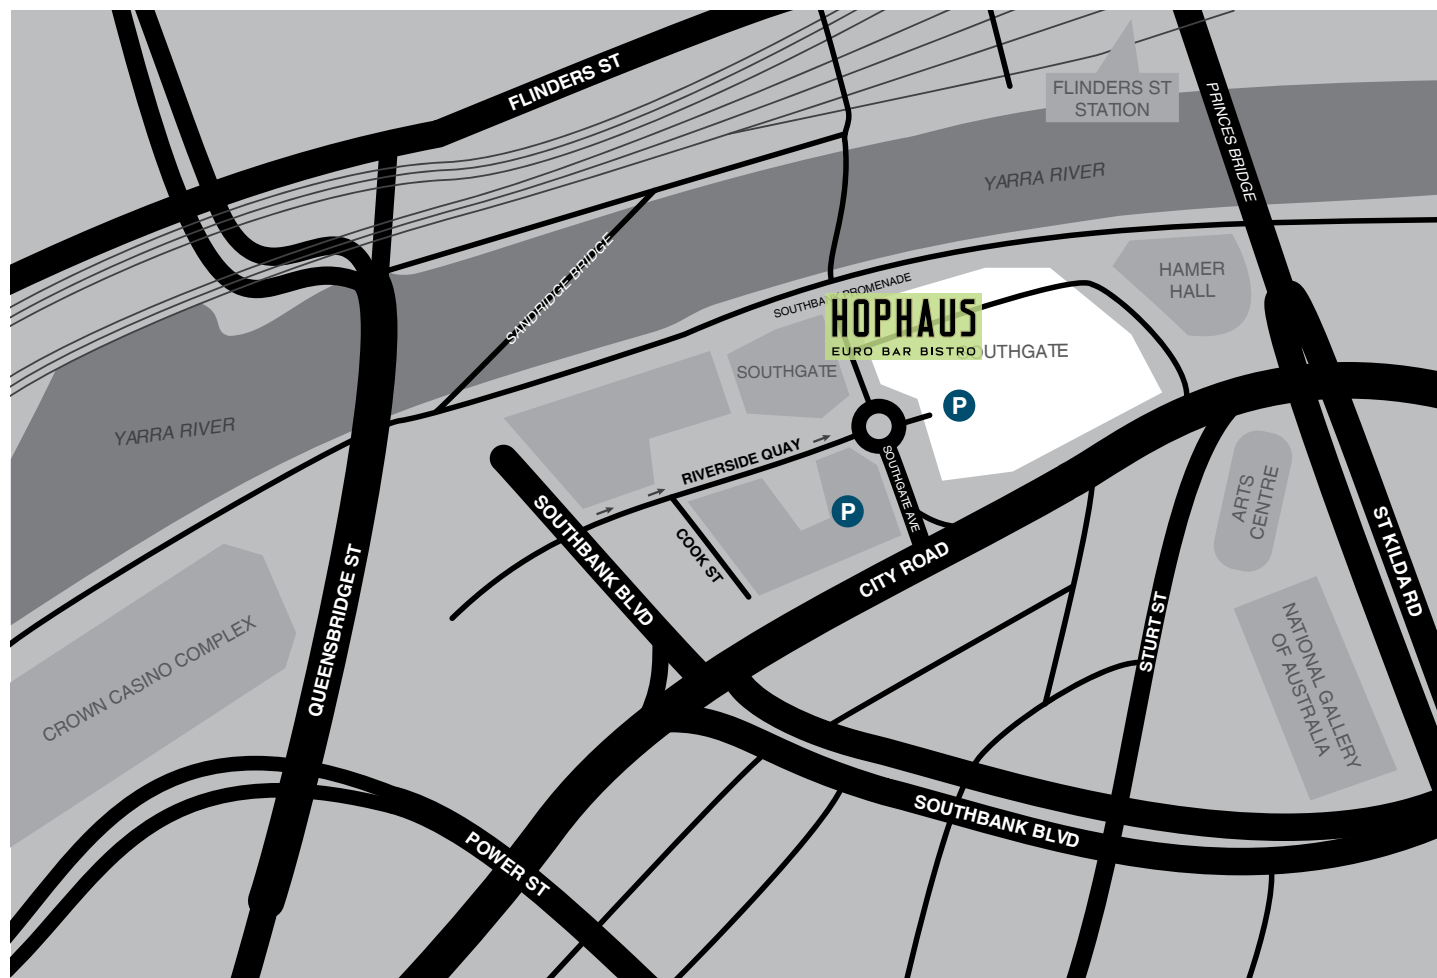 FLINDERS ST
FLINDERS ST
STATION
PRINCES BRIDGE
YARRA RIVER
SANDRIDGE BRIDGE
HAMER
HALL
SOUTHBANK PROMENADE
HOPHAUS
EURO BAR BISTRO
SOUTHGATE
SOUTHGATE
P
YARRA RIVER
RIVERSIDE QUAY
SOUTHGATE AVE
P
ARTS
CENTRE
SOUTHBANK BLVD
COOK ST
CITY ROAD
ST KILDA RD
QUEENSBRIDGE ST
STURT ST
CROWN CASINO COMPLEX
NATIONAL GALLERY
OF AUSTRALIA
SOUTHBANK BLVD
POWER ST